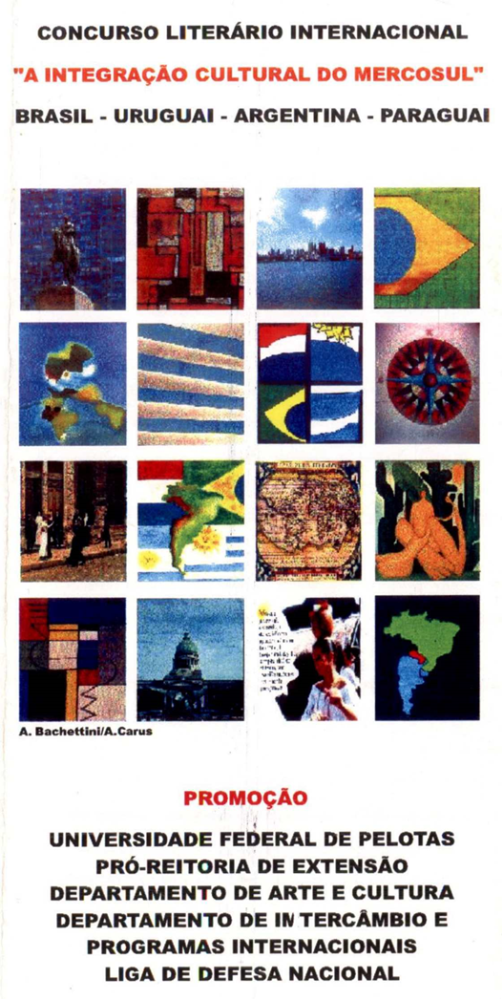 CONCURSO LITERÁRIO INTERNACIONAL
"A INTEGRAÇÃO CULTURAL DO MERCOSUL"
BRASIL - URUGUAI - ARGENTINA - PARAGUAI
A. Bachettini/A.Carus
PROMOÇÃO
UNIVERSIDADE FEDERAL DE PELOTAS
PRÓ-REITORIA DE EXTENSÃO
DEPARTAMENTO DE ARTE E CULTURA
DEPARTAMENTO DE INTERCÂMBIO E
PROGRAMAS INTERNACIONAIS
LIGA DE DEFESA NACIONAL